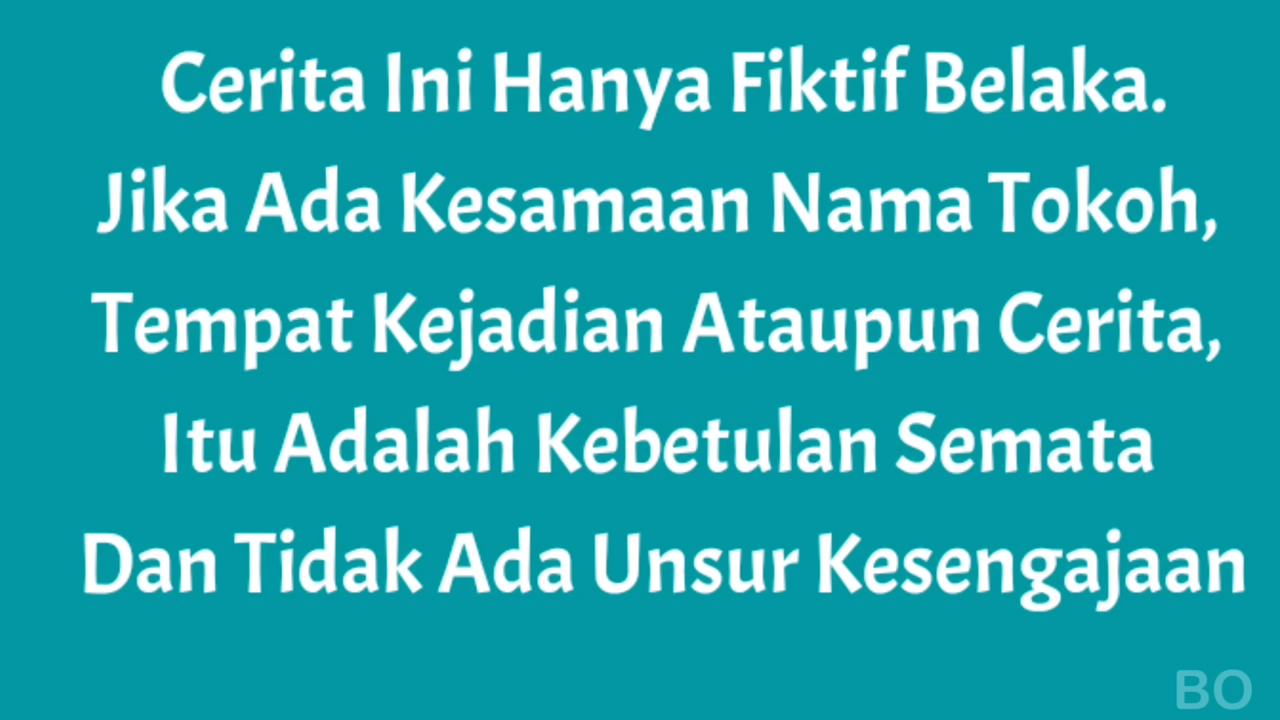 Cerita Ini Hanya Fiktif Belaka.
Jika Ada Kesamaan Nama Tokoh,
Tempat Kejadian Ataupun Cerita,
Itu Adalah Kebetulan Semata
Dan Tidak Ada Unsur Kesengajaan
BO